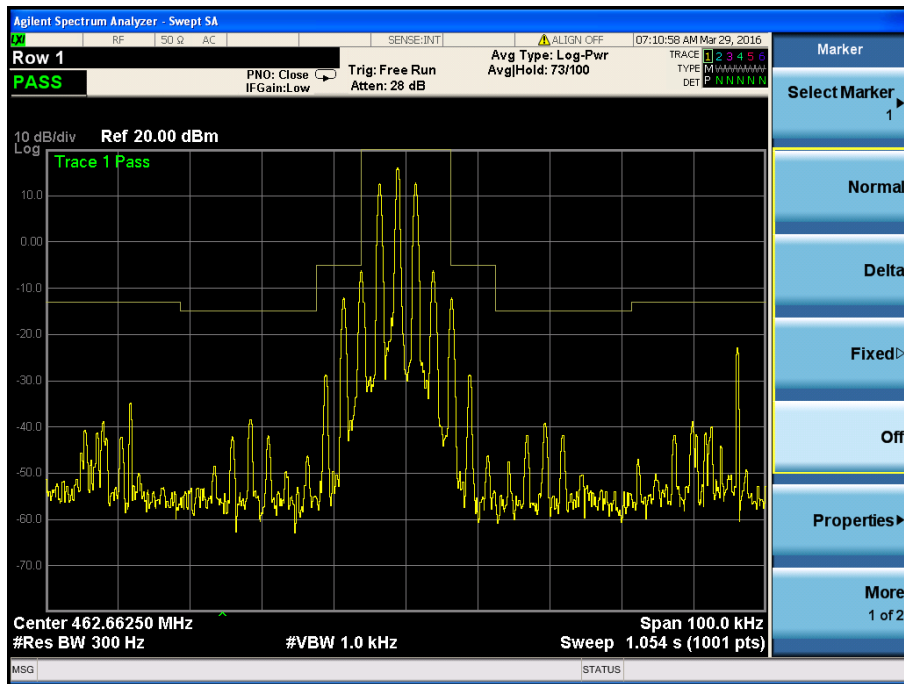 Agilent Spectrum Analyzer - Swept SA
LXI RF 50 Ω AC SENSE:INT ALIGN OFF 07:10:58 AM Mar 29, 2016
Row 1
PASS
PNO: Close
IFGain:Low
Trig: Free Run
Atten: 28 dB
Avg Type: Log-Pwr
Avg|Hold: 73/100
TRACE 1 2 3 4 5 6
TYPE M
DET P N N N N N
10 dB/div Ref 20.00 dBm
Log
Trace 1 Pass
10.0
0.00
-10.0
-20.0
-30.0
-40.0
-50.0
-60.0
-70.0
Center 462.66250 MHz Span 100.0 kHz
#Res BW 300 Hz #VBW 1.0 kHz Sweep 1.054 s (1001 pts)
MSG STATUS
Marker
Select Marker
1
Normal
Delta
Fixed
Off
Properties
More
1 of 2